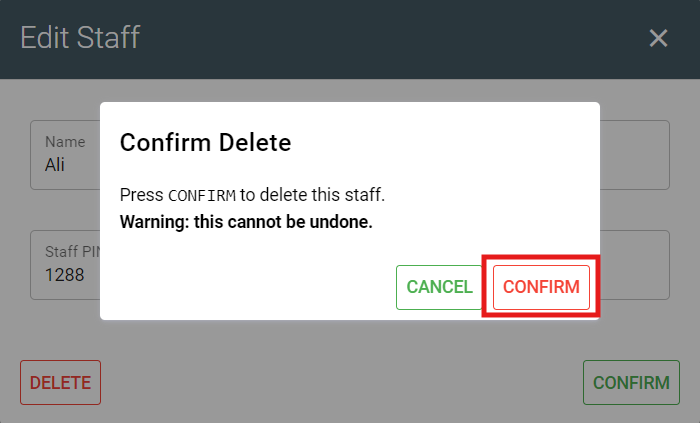 Edit Staff
Confirm Delete
Name
Ali
Press CONFIRM to delete this staff.
Warning: this cannot be undone.
Staff PIN
1288
CANCEL CONFIRM
DELETE CONFIRM